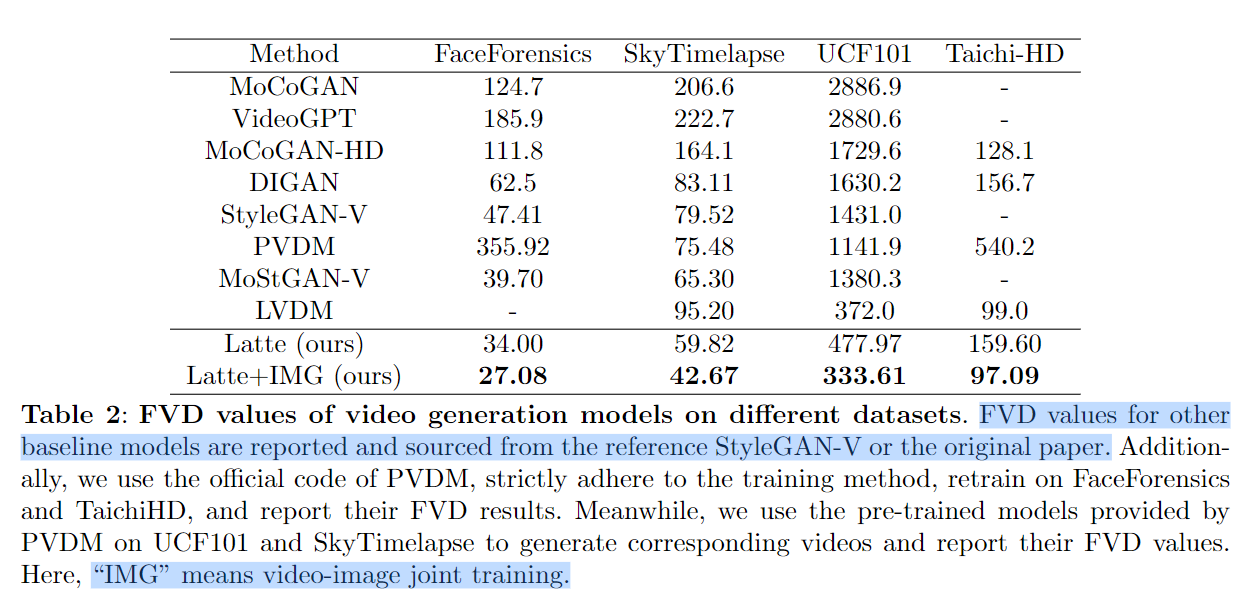 Method FaceForensics SkyTimelapse UCF101 Taichi-HD
MoCoGAN 124.7 206.6 2886.9 -
VideoGPT 185.9 222.7 2880.6 -
MoCoGAN-HD 111.8 164.1 1729.6 128.1
DIGAN 62.5 83.11 1630.2 156.7
StyleGAN-V 47.41 79.52 1431.0 -
PVDM 355.92 75.48 1141.9 540.2
MoStGAN-V 39.70 65.30 1380.3 -
LVDM - 95.20 372.0 99.0
Latte (ours) 34.00 59.82 477.97 159.60
Latte+IMG (ours) 27.08 42.67 333.61 97.09
Table 2: FVD values of video generation models on different datasets. FVD values for other
baseline models are reported and sourced from the reference StyleGAN-V or the original paper. Addition-
ally, we use the official code of PVDM, strictly adhere to the training method, retrain on FaceForensics
and TaichiHD, and report their FVD results. Meanwhile, we use the pre-trained models provided by
PVDM on UCF101 and SkyTimelapse to generate corresponding videos and report their FVD values.
Here, “IMG” means video-image joint training.